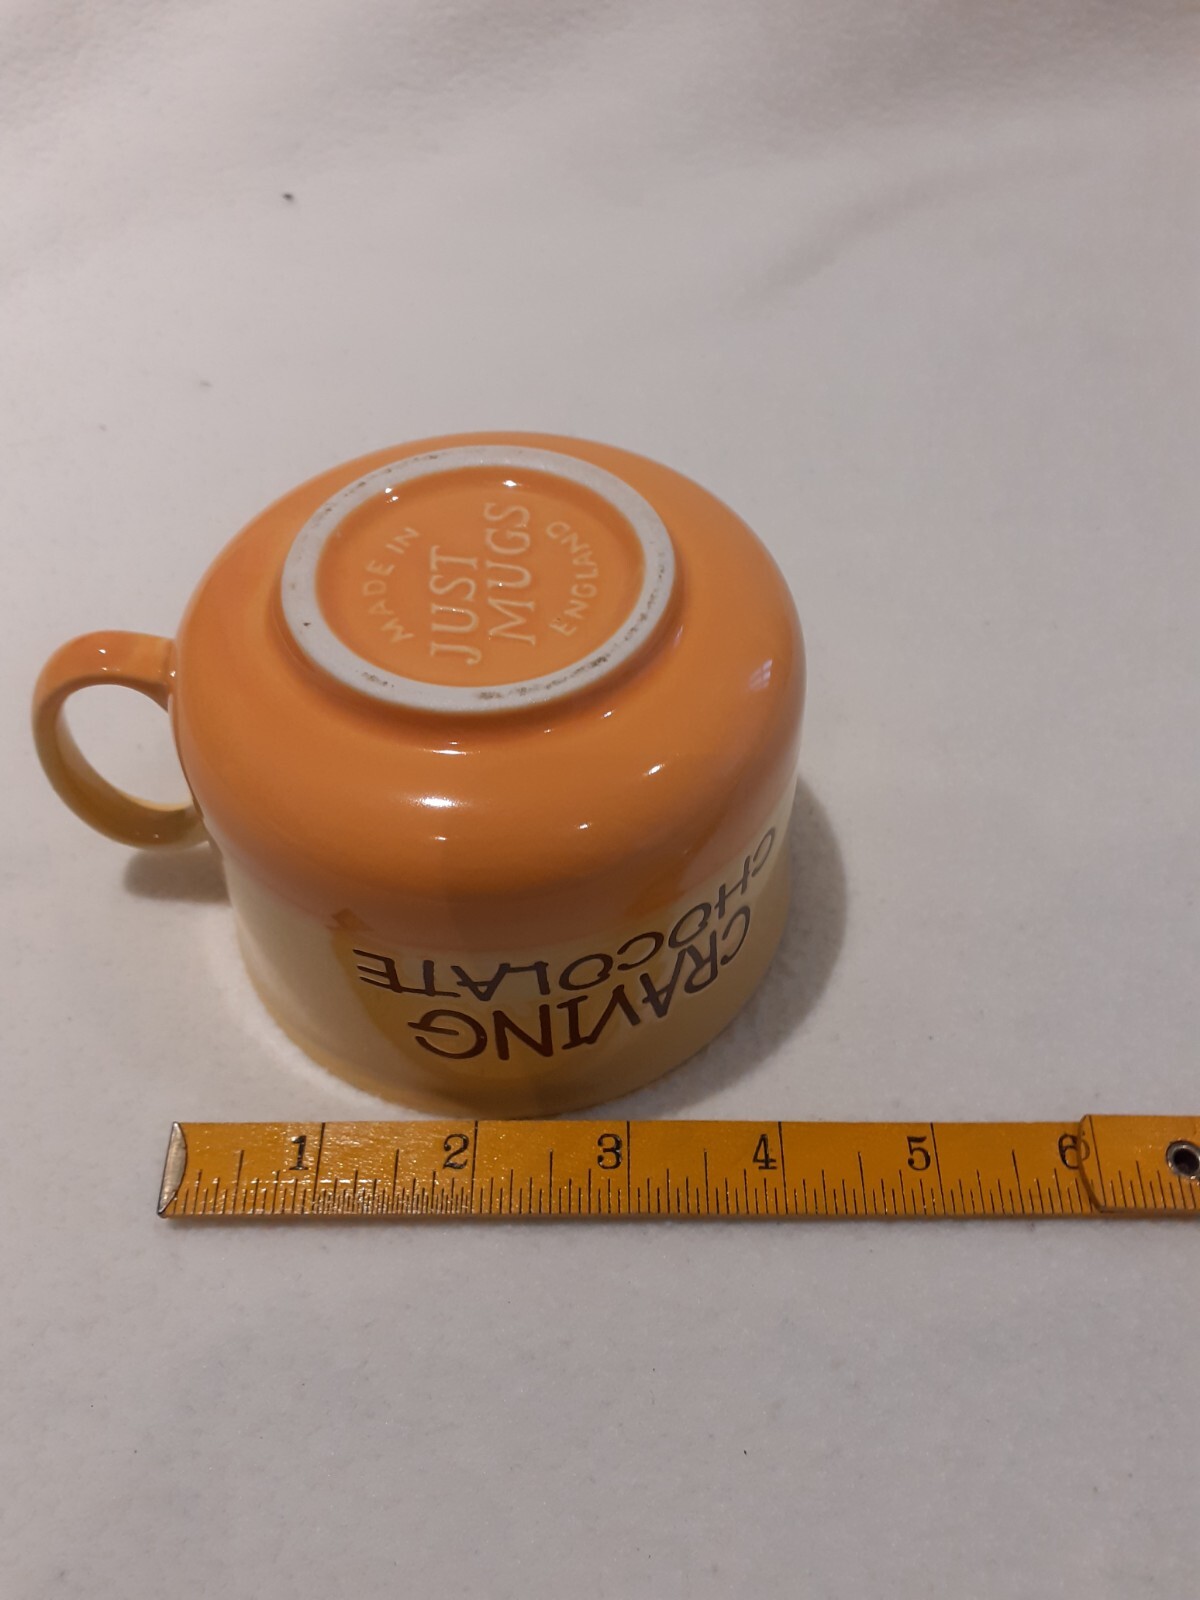 MADE IN
JUST
MUGS
ENGLAND
CRAVING
CHOCOLATE
1 2 3 4 5 6